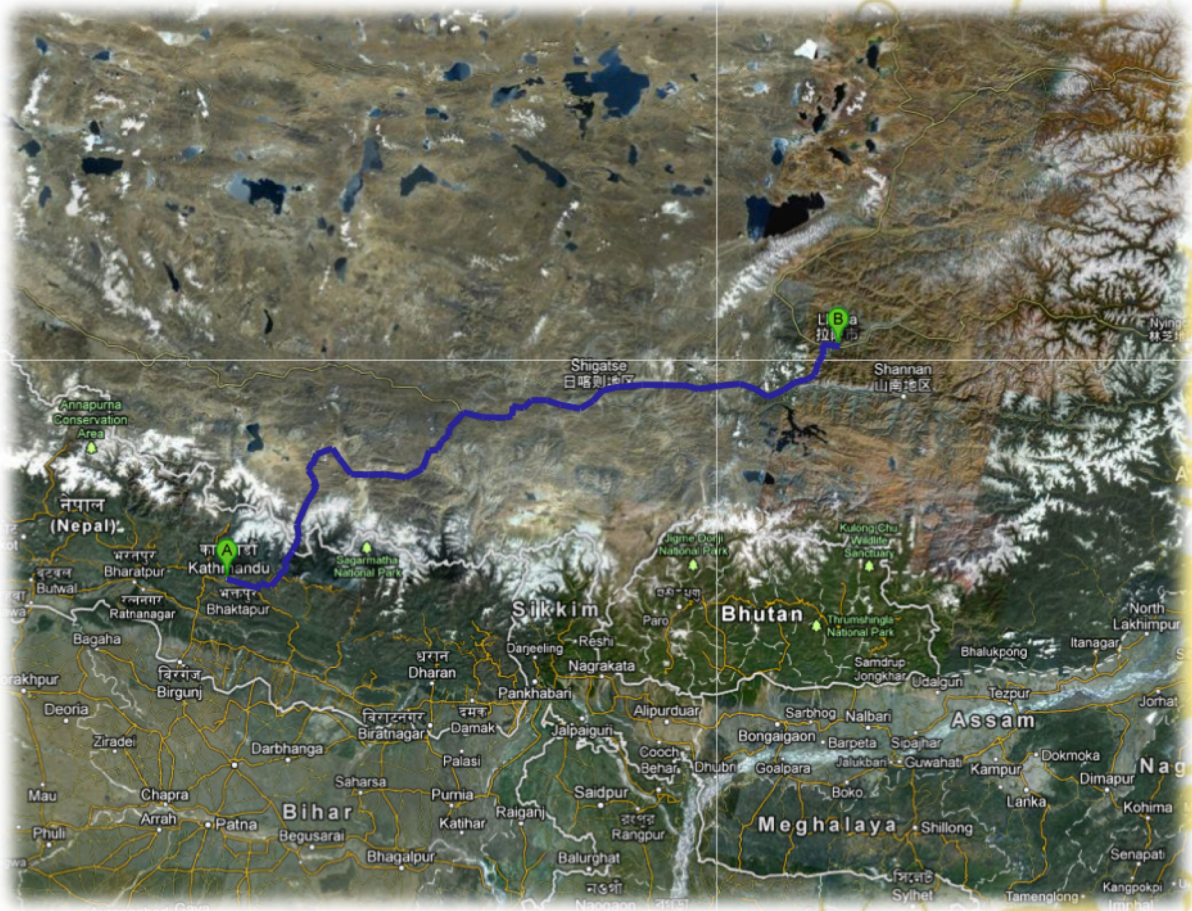 B
Shigatse
日喀则地区
Shannan
山南地区
Annapurna
Conservation
Area
नेपाल
(Nepal)
A
Kathmandu
भरतपुर
Bharatpur
बुटवल
Butwal
रत्ननगर
Ratnanagar
भक्तपुर
Bhaktapur
Sagarmatha
National Park
Jigme Dorji
National Park
Kulong Chu
Wildlife
Sanctuary
Paro
Bhutan
Thrumshingla
National Park
North
Lakhimpur
Itanagar
Bhalukpong
Sikkim
Reshi
Darjeeling
Nagrakata
Pankhabari
Samdrup
Jongkhar
Udalguri
Tezpur
Jorhat
Bagaha
बिरगंज
Birgunj
धरान
Dharan
Deoria
बिराटनगर
Biratnagar
दमक
Damak
Jalpaiguri
Alipurduar
Sarbhog
Nalbari
Assam
Ziradei
Darbhanga
Palasi
Cooch
Behar
Dhubri
Bongaigaon
Barpeta
Sipajhar
Goalpara
Jalukbari
Guwahati
Kampur
Dokmoka
Dimapur
Mau
Chapra
Arrah
Patna
Saharsa
Bihar
Begusarai
Purnia
Katihar
Raiganj
Saidpur
রংপুর
Rangpur
Boko
Lanka
Kohima
Phuli
Bhagalpur
Balurghat
Meghalaya
Shillong
Senapati
নওগাঁ
সিলেট
Sylhet
Tamenglong
Kangpokpi